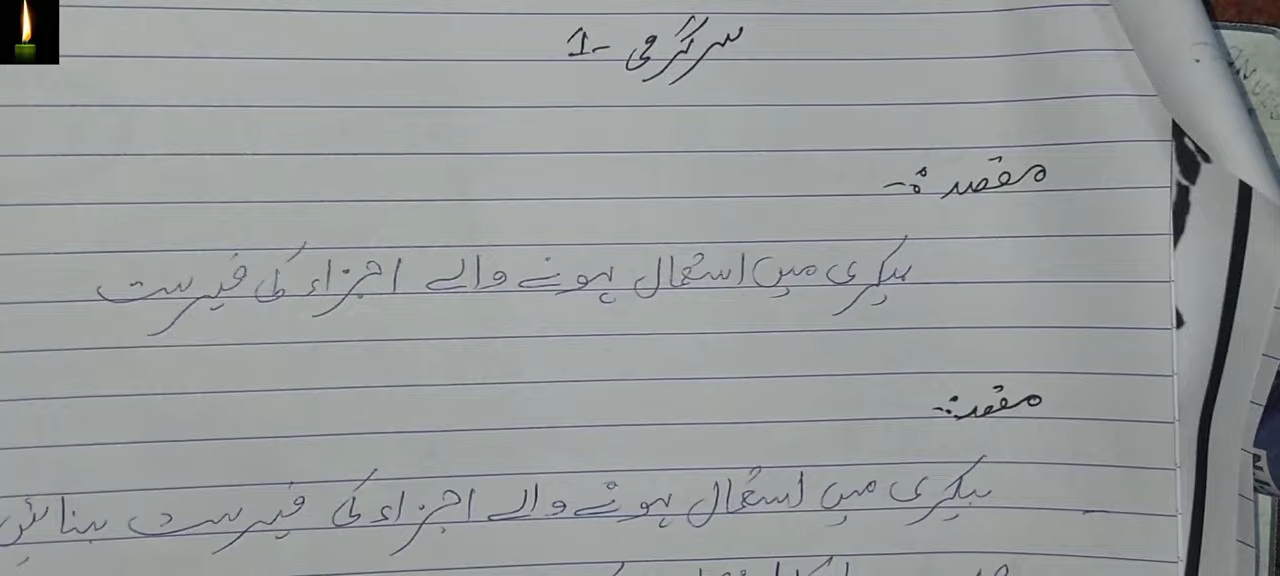 سرگرمی -1
مقصد :-
بیکری میں استعمال ہونے والے اجزاء کی فہرست
مقصد :-
بیکری میں استعمال ہونے والے اجزاء کی فہرست بنائیں